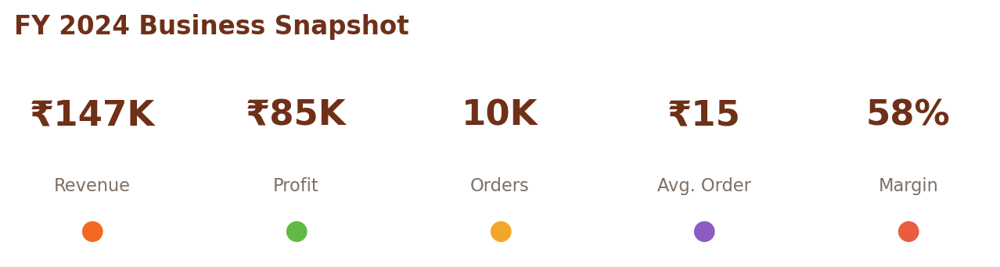 FY 2024 Business Snapshot
₹147K ₹85K 10K ₹15 58%
Revenue Profit Orders Avg. Order Margin